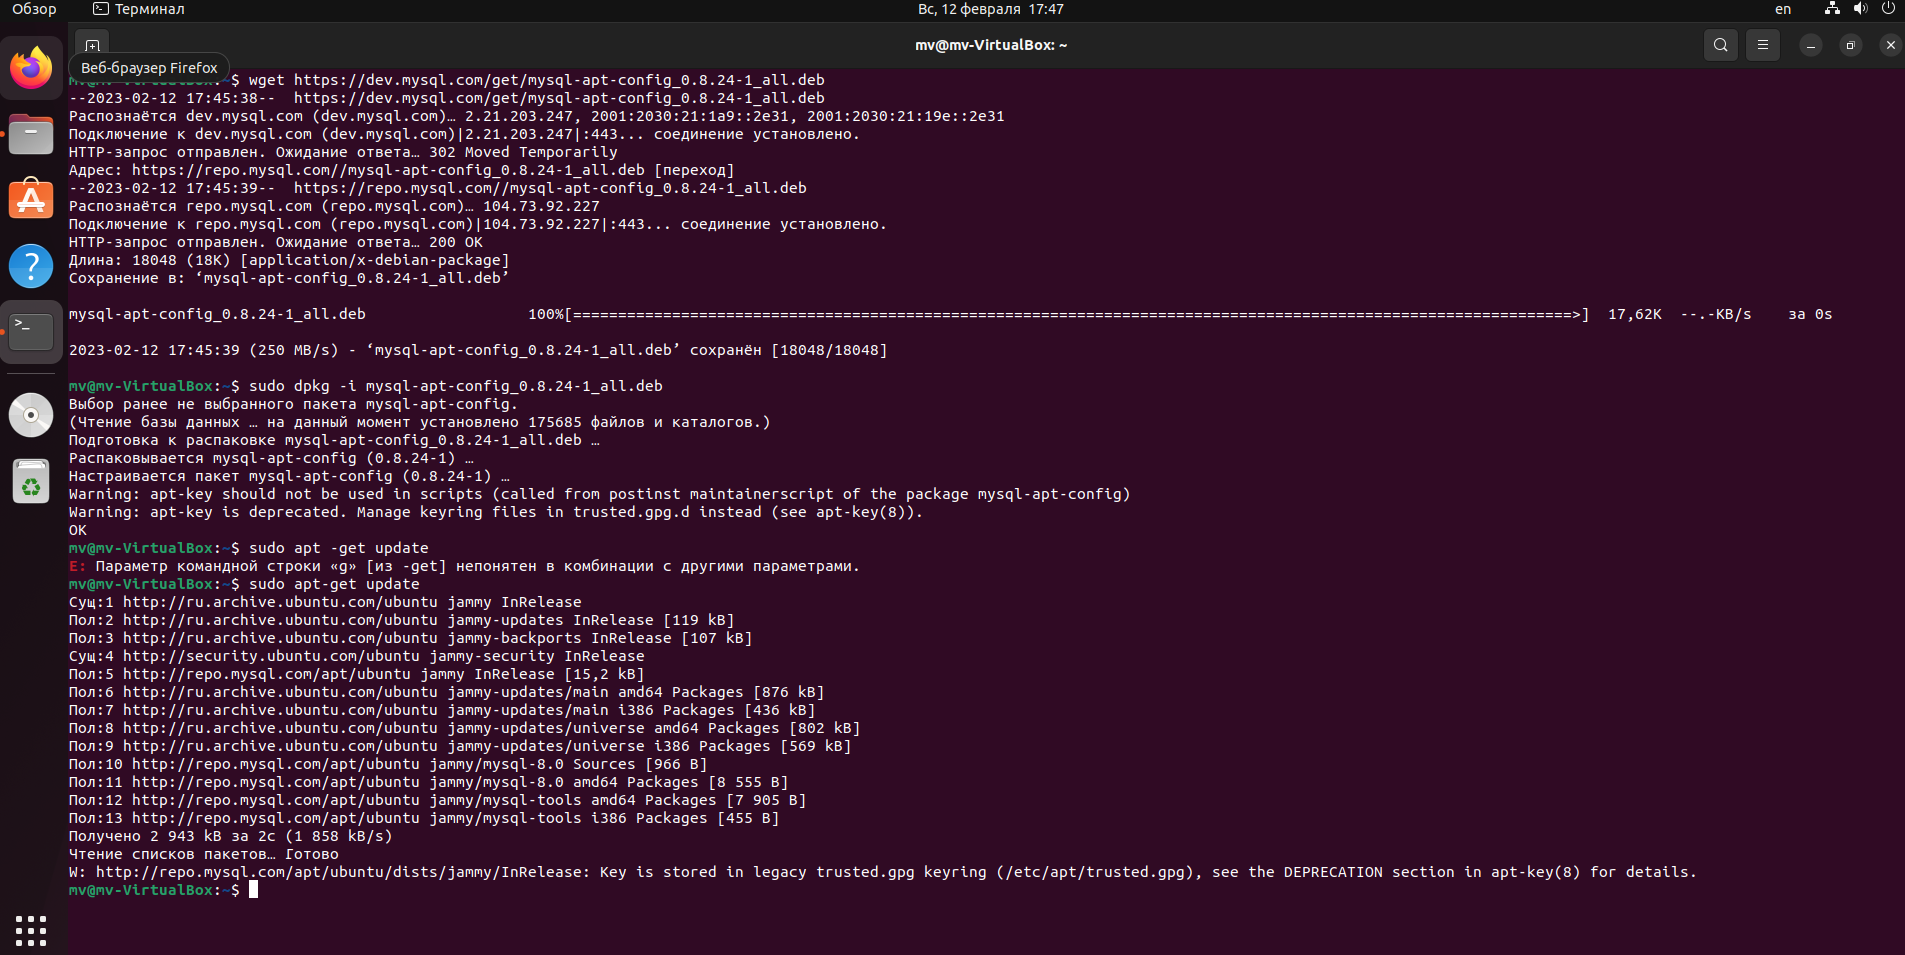 Обзор
Терминал
Вс, 12 февраля 17:47
en
mv@mv-VirtualBox: ~
Веб-браузер Firefox
mv@mv-VirtualBox:~$ wget https://dev.mysql.com/get/mysql-apt-config_0.8.24-1_all.deb
--2023-02-12 17:45:38-- https://dev.mysql.com/get/mysql-apt-config_0.8.24-1_all.deb
Распознаётся dev.mysql.com (dev.mysql.com)… 2.21.203.247, 2001:2030:21:1a9::2e31, 2001:2030:21:19e::2e31
Подключение к dev.mysql.com (dev.mysql.com)|2.21.203.247|:443... соединение установлено.
HTTP-запрос отправлен. Ожидание ответа… 302 Moved Temporarily
Адрес: https://repo.mysql.com//mysql-apt-config_0.8.24-1_all.deb [переход]
--2023-02-12 17:45:39-- https://repo.mysql.com//mysql-apt-config_0.8.24-1_all.deb
Распознаётся repo.mysql.com (repo.mysql.com)… 104.73.92.227
Подключение к repo.mysql.com (repo.mysql.com)|104.73.92.227|:443... соединение установлено.
HTTP-запрос отправлен. Ожидание ответа… 200 OK
Длина: 18048 (18K) [application/x-debian-package]
Сохранение в: ‘mysql-apt-config_0.8.24-1_all.deb’
mysql-apt-config_0.8.24-1_all.deb 100%[===============================================================================================================>] 17,62K --.-KB/s за 0s
2023-02-12 17:45:39 (250 MB/s) - ‘mysql-apt-config_0.8.24-1_all.deb’ сохранён [18048/18048]
mv@mv-VirtualBox:~$ sudo dpkg -i mysql-apt-config_0.8.24-1_all.deb
Выбор ранее не выбранного пакета mysql-apt-config.
(Чтение базы данных … на данный момент установлено 175685 файлов и каталогов.)
Подготовка к распаковке mysql-apt-config_0.8.24-1_all.deb …
Распаковывается mysql-apt-config (0.8.24-1) …
Настраивается пакет mysql-apt-config (0.8.24-1) …
Warning: apt-key should not be used in scripts (called from postinst maintainerscript of the package mysql-apt-config)
Warning: apt-key is deprecated. Manage keyring files in trusted.gpg.d instead (see apt-key(8)).
OK
mv@mv-VirtualBox:~$ sudo apt -get update
E: Параметр командной строки «g» [из -get] непонятен в комбинации с другими параметрами.
mv@mv-VirtualBox:~$ sudo apt-get update
Сущ:1 http://ru.archive.ubuntu.com/ubuntu jammy InRelease
Пол:2 http://ru.archive.ubuntu.com/ubuntu jammy-updates InRelease [119 kB]
Пол:3 http://ru.archive.ubuntu.com/ubuntu jammy-backports InRelease [107 kB]
Сущ:4 http://security.ubuntu.com/ubuntu jammy-security InRelease
Пол:5 http://repo.mysql.com/apt/ubuntu jammy InRelease [15,2 kB]
Пол:6 http://ru.archive.ubuntu.com/ubuntu jammy-updates/main amd64 Packages [876 kB]
Пол:7 http://ru.archive.ubuntu.com/ubuntu jammy-updates/main i386 Packages [436 kB]
Пол:8 http://ru.archive.ubuntu.com/ubuntu jammy-updates/universe amd64 Packages [802 kB]
Пол:9 http://ru.archive.ubuntu.com/ubuntu jammy-updates/universe i386 Packages [569 kB]
Пол:10 http://repo.mysql.com/apt/ubuntu jammy/mysql-8.0 Sources [966 B]
Пол:11 http://repo.mysql.com/apt/ubuntu jammy/mysql-8.0 amd64 Packages [8 555 B]
Пол:12 http://repo.mysql.com/apt/ubuntu jammy/mysql-tools amd64 Packages [7 905 B]
Пол:13 http://repo.mysql.com/apt/ubuntu jammy/mysql-tools i386 Packages [455 B]
Получено 2 943 kB за 2с (1 858 kB/s)
Чтение списков пакетов… Готово
W: http://repo.mysql.com/apt/ubuntu/dists/jammy/InRelease: Key is stored in legacy trusted.gpg keyring (/etc/apt/trusted.gpg), see the DEPRECATION section in apt-key(8) for details.
mv@mv-VirtualBox:~$